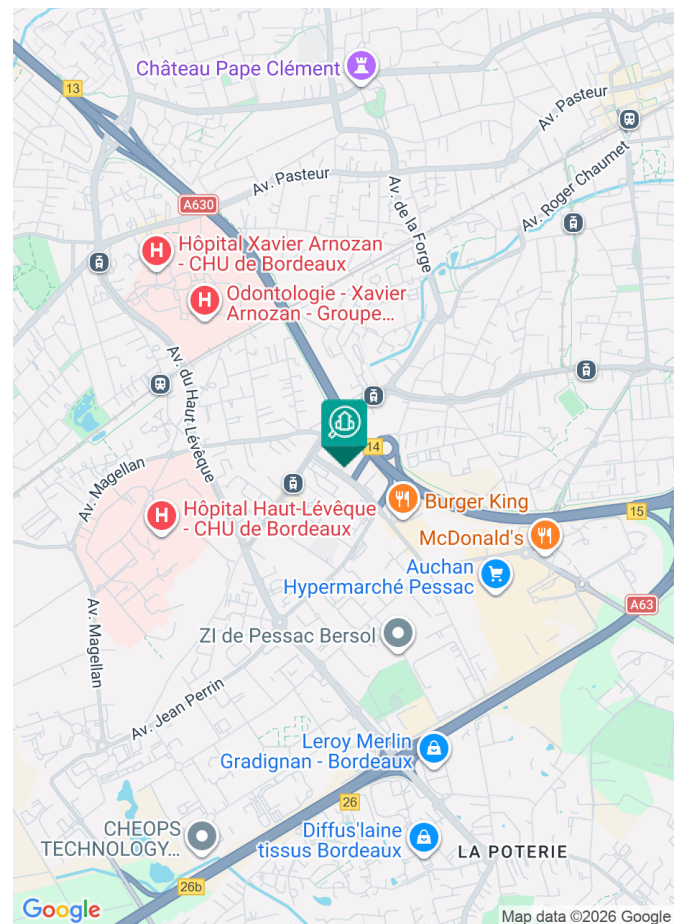 Château Pape Clément
13
Av. Pasteur
Av. Pasteur
Av. Roger Chaumet
Av. de la Forge
A630
Hôpital Xavier Arnozan
- CHU de Bordeaux
Odontologie - Xavier
Arnozan - Groupe...
Av. du Haut Lévêque
14
Av. Magellan
Burger King
Hôpital Haut-Lévêque
- CHU de Bordeaux
15
McDonald's
Auchan
Hypermarché Pessac
A63
Av. Magellan
ZI de Pessac Bersol
Av. Jean Perrin
Leroy Merlin
Gradignan - Bordeaux
26
CHEOPS
TECHNOLOGY...
Diffus'laine
tissus Bordeaux
LA POTERIE
26b
Google
Map data ©2026 Google